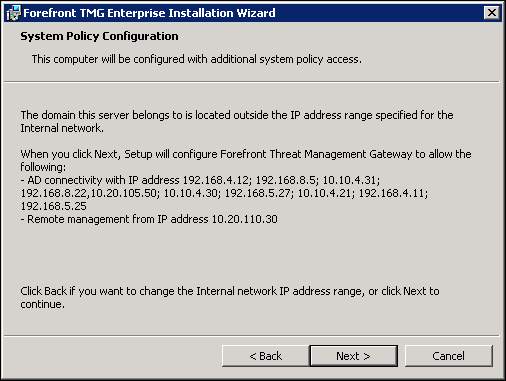 Forefront TMG Enterprise Installation Wizard
System Policy Configuration
This computer will be configured with additional system policy access.
The domain this server belongs to is located outside the IP address range specified for the
Internal network.
When you click Next, Setup will configure Forefront Threat Management Gateway to allow the
following:
- AD connectivity with IP address 192.168.4.12; 192.168.8.5; 10.10.4.31;
192.168.8.22,10.20.105.50; 10.10.4.30; 192.168.5.27; 10.10.4.21; 192.168.4.11;
192.168.5.25
- Remote management from IP address 10.20.110.30
Click Back if you want to change the Internal network IP address range, or click Next to
continue.
< Back Next > Cancel